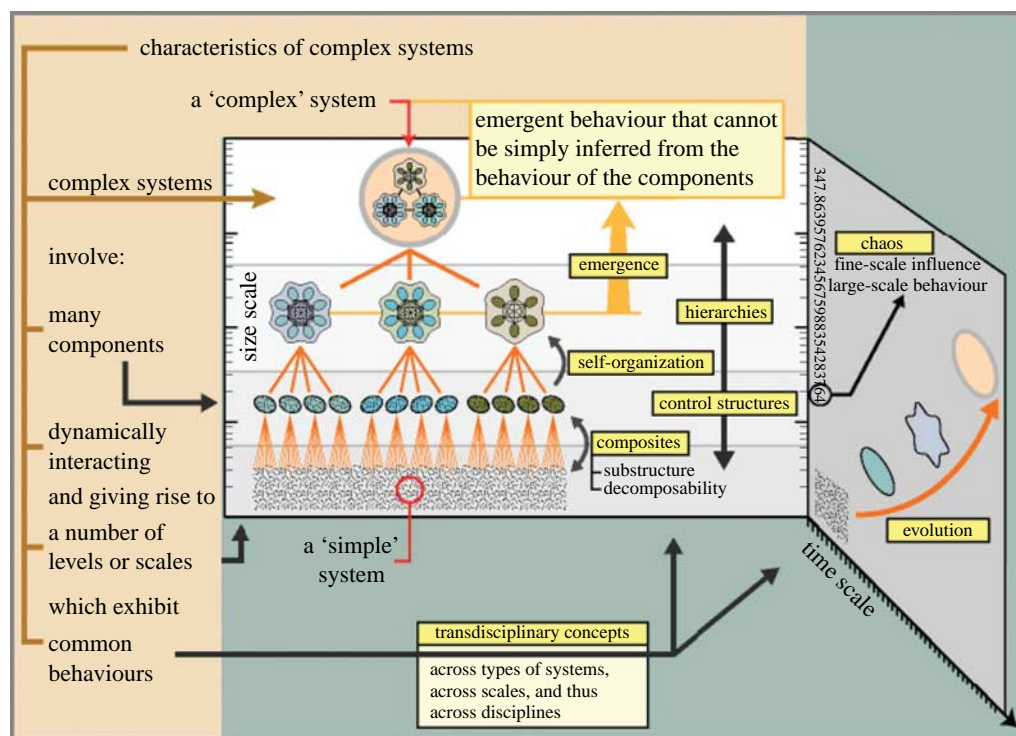 characteristics of complex systems
a ‘complex’ system
emergent behaviour that cannot
be simply inferred from the
behaviour of the components
complex systems
involve:
many
components
dynamically
interacting
and giving rise to
a number of
levels or scales
which exhibit
common
behaviours
size scale
emergence
hierarchies
self-organization
control structures
composites
substructure
decomposability
a ‘simple’
system
transdisciplinary concepts
across types of systems,
across scales, and thus
across disciplines
347.86395762345675988354283764
chaos
fine-scale influence
large-scale behaviour
evolution
time scale